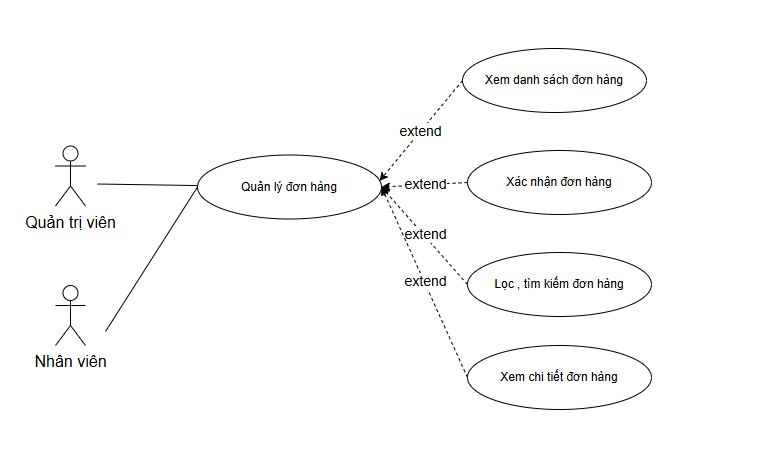 Xem danh sách đơn hàng
extend
Quản lý đơn hàng
extend
Xác nhận đơn hàng
Quản trị viên
extend
extend
Lọc , tìm kiếm đơn hàng
Nhân viên
Xem chi tiết đơn hàng